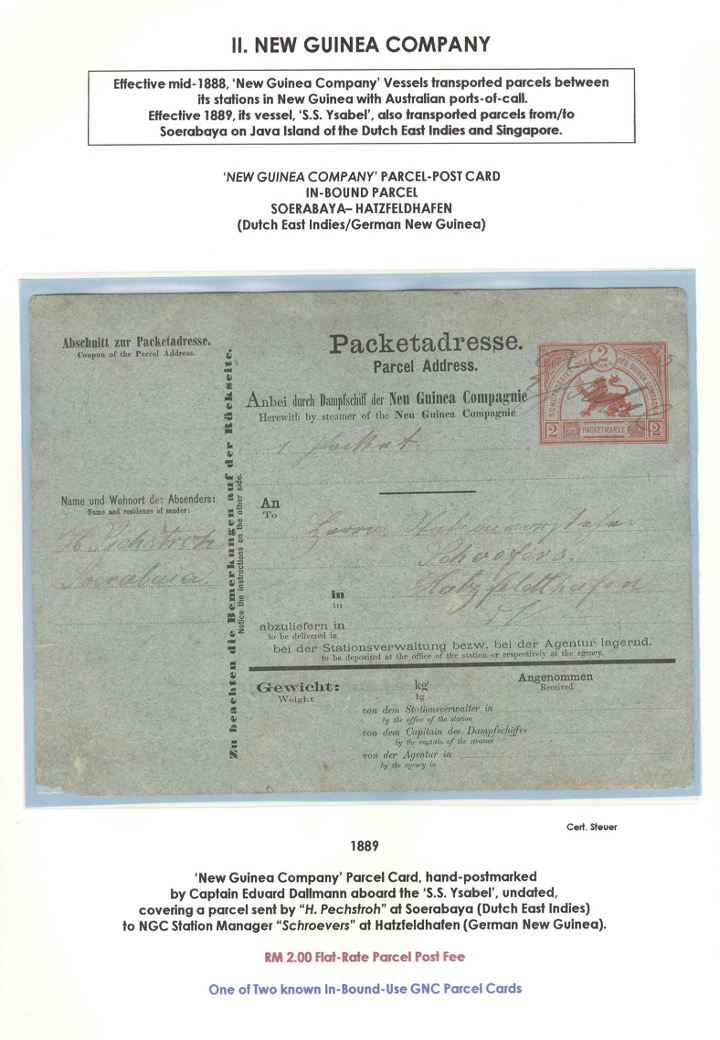 II. NEW GUINEA COMPANY
Effective mid-1888, 'New Guinea Company' Vessels transported parcels between
its stations in New Guinea with Australian ports-of-call.
Effective 1889, its vessel, 'S.S. Ysabel', also transported parcels from/to
Soerabaya on Java Island of the Dutch East Indies and Singapore.
'NEW GUINEA COMPANY' PARCEL-POST CARD
IN-BOUND PARCEL
SOERABAYA– HATZFELDHAFEN
(Dutch East Indies/German New Guinea)
Abschnitt zur Packetadresse.
Coupon of the Parcel Address.
Name und Wohnort des Absenders:
Name and residence of sender:
H. Pechstroh
Soerabaia.
Zu beachten die Bemerkungen auf der Rückseite.
Notice the instructions on the other side.
Packetadresse.
Parcel Address.
Anbei durch Dampfschiff der Neu Guinea Compagnie
Herewith by steamer of the Neu Guinea Compagnie
1 Packet
2
NEU GUINEA COMPAGNIE
2 PACKETMARKE 2
An
To
Herrn Stationsvorsteher
in
in
Hatzfeldthafen
abzuliefern in
to be delivered in
bei der Stationsverwaltung bezw. bei der Agentur lagernd.
to be deposited at the office of the station or respectively at the agency.
Gewicht: kg
Weight kg
Angenommen
Received
von dem Stationsverwalter in
by the office of the station
von dem Capitain des Dampfschiffes
by the captain of the steamer
von der Agentur in
by the agency in
Cert. Steuer
1889
'New Guinea Company' Parcel Card, hand-postmarked
by Captain Eduard Dallmann aboard the 'S.S. Ysabel', undated,
covering a parcel sent by "H. Pechstroh" at Soerabaya (Dutch East Indies)
to NGC Station Manager "Schroevers" at Hatzfeldhafen (German New Guinea).
RM 2.00 Flat-Rate Parcel Post Fee
One of Two known In-Bound-Use GNC Parcel Cards